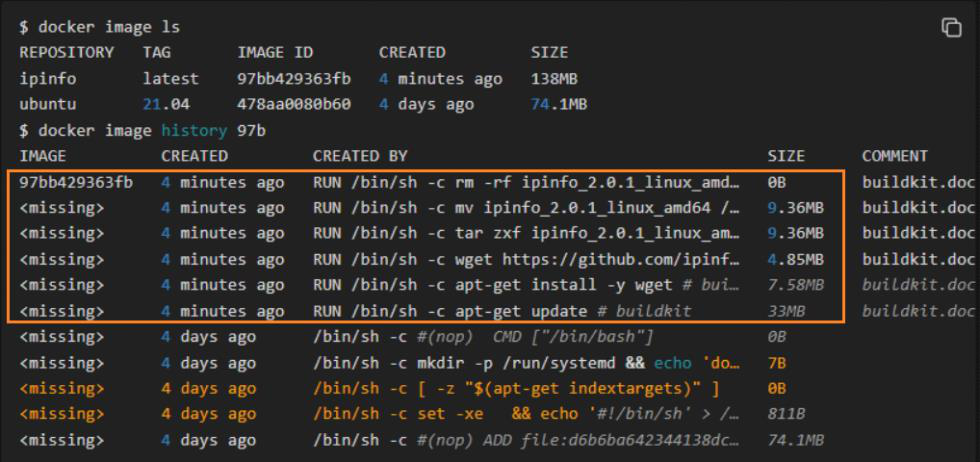 $ docker image ls
REPOSITORY TAG IMAGE ID CREATED SIZE
ipinfo latest 97bb429363fb 4 minutes ago 138MB
ubuntu 21.04 478aa0080b60 4 days ago 74.1MB
$ docker image history 97b
IMAGE CREATED CREATED BY SIZE COMMENT
97bb429363fb 4 minutes ago RUN /bin/sh -c rm -rf ipinfo_2.0.1_linux_amd… 0B buildkit.doc
<missing> 4 minutes ago RUN /bin/sh -c mv ipinfo_2.0.1_linux_amd64 /… 9.36MB buildkit.doc
<missing> 4 minutes ago RUN /bin/sh -c tar zxf ipinfo_2.0.1_linux_am… 9.36MB buildkit.doc
<missing> 4 minutes ago RUN /bin/sh -c wget https://github.com/ipinf… 4.85MB buildkit.doc
<missing> 4 minutes ago RUN /bin/sh -c apt-get install -y wget # bui… 7.58MB buildkit.doc
<missing> 4 minutes ago RUN /bin/sh -c apt-get update # buildkit 33MB buildkit.doc
<missing> 4 days ago /bin/sh -c #(nop) CMD ["/bin/bash"] 0B
<missing> 4 days ago /bin/sh -c mkdir -p /run/systemd && echo 'do… 7B
<missing> 4 days ago /bin/sh -c [ -z "$(apt-get indextargets)" ] 0B
<missing> 4 days ago /bin/sh -c set -xe && echo '#!/bin/sh' > /… 811B
<missing> 4 days ago /bin/sh -c #(nop) ADD file:d6b6ba642344138dc… 74.1MB